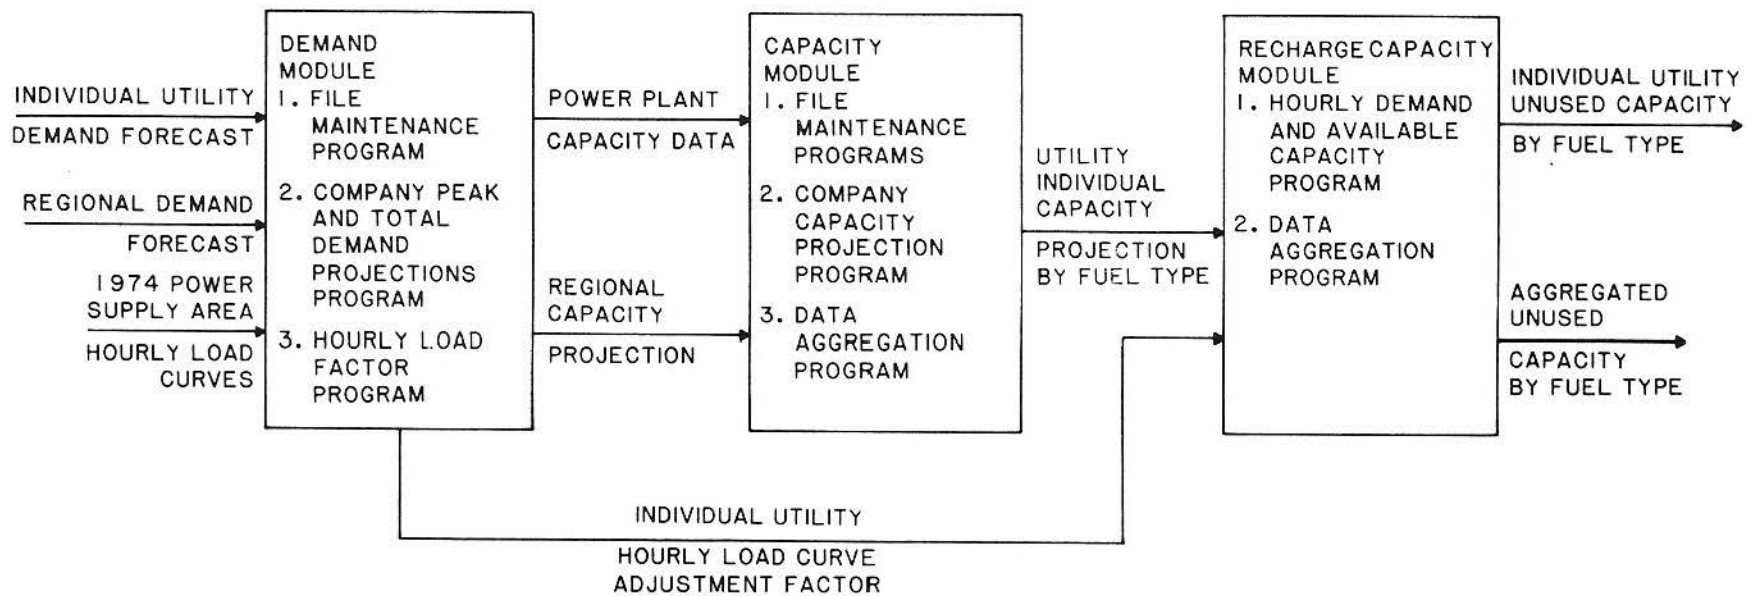 INDIVIDUAL UTILITY
DEMAND FORECAST
REGIONAL DEMAND
FORECAST
1974 POWER
SUPPLY AREA
HOURLY LOAD
CURVES
DEMAND
MODULE
1. FILE
MAINTENANCE
PROGRAM
2. COMPANY PEAK
AND TOTAL
DEMAND
PROJECTIONS
PROGRAM
3. HOURLY LOAD
FACTOR
PROGRAM
POWER PLANT
CAPACITY DATA
REGIONAL
CAPACITY
PROJECTION
CAPACITY
MODULE
1. FILE
MAINTENANCE
PROGRAMS
2. COMPANY
CAPACITY
PROJECTION
PROGRAM
3. DATA
AGGREGATION
PROGRAM
UTILITY
INDIVIDUAL
CAPACITY
PROJECTION
BY FUEL TYPE
RECHARGE CAPACITY
MODULE
1. HOURLY DEMAND
AND AVAILABLE
CAPACITY
PROGRAM
2. DATA
AGGREGATION
PROGRAM
INDIVIDUAL UTILITY
UNUSED CAPACITY
BY FUEL TYPE
AGGREGATED
UNUSED
CAPACITY
BY FUEL TYPE
INDIVIDUAL UTILITY
HOURLY LOAD CURVE
ADJUSTMENT FACTOR